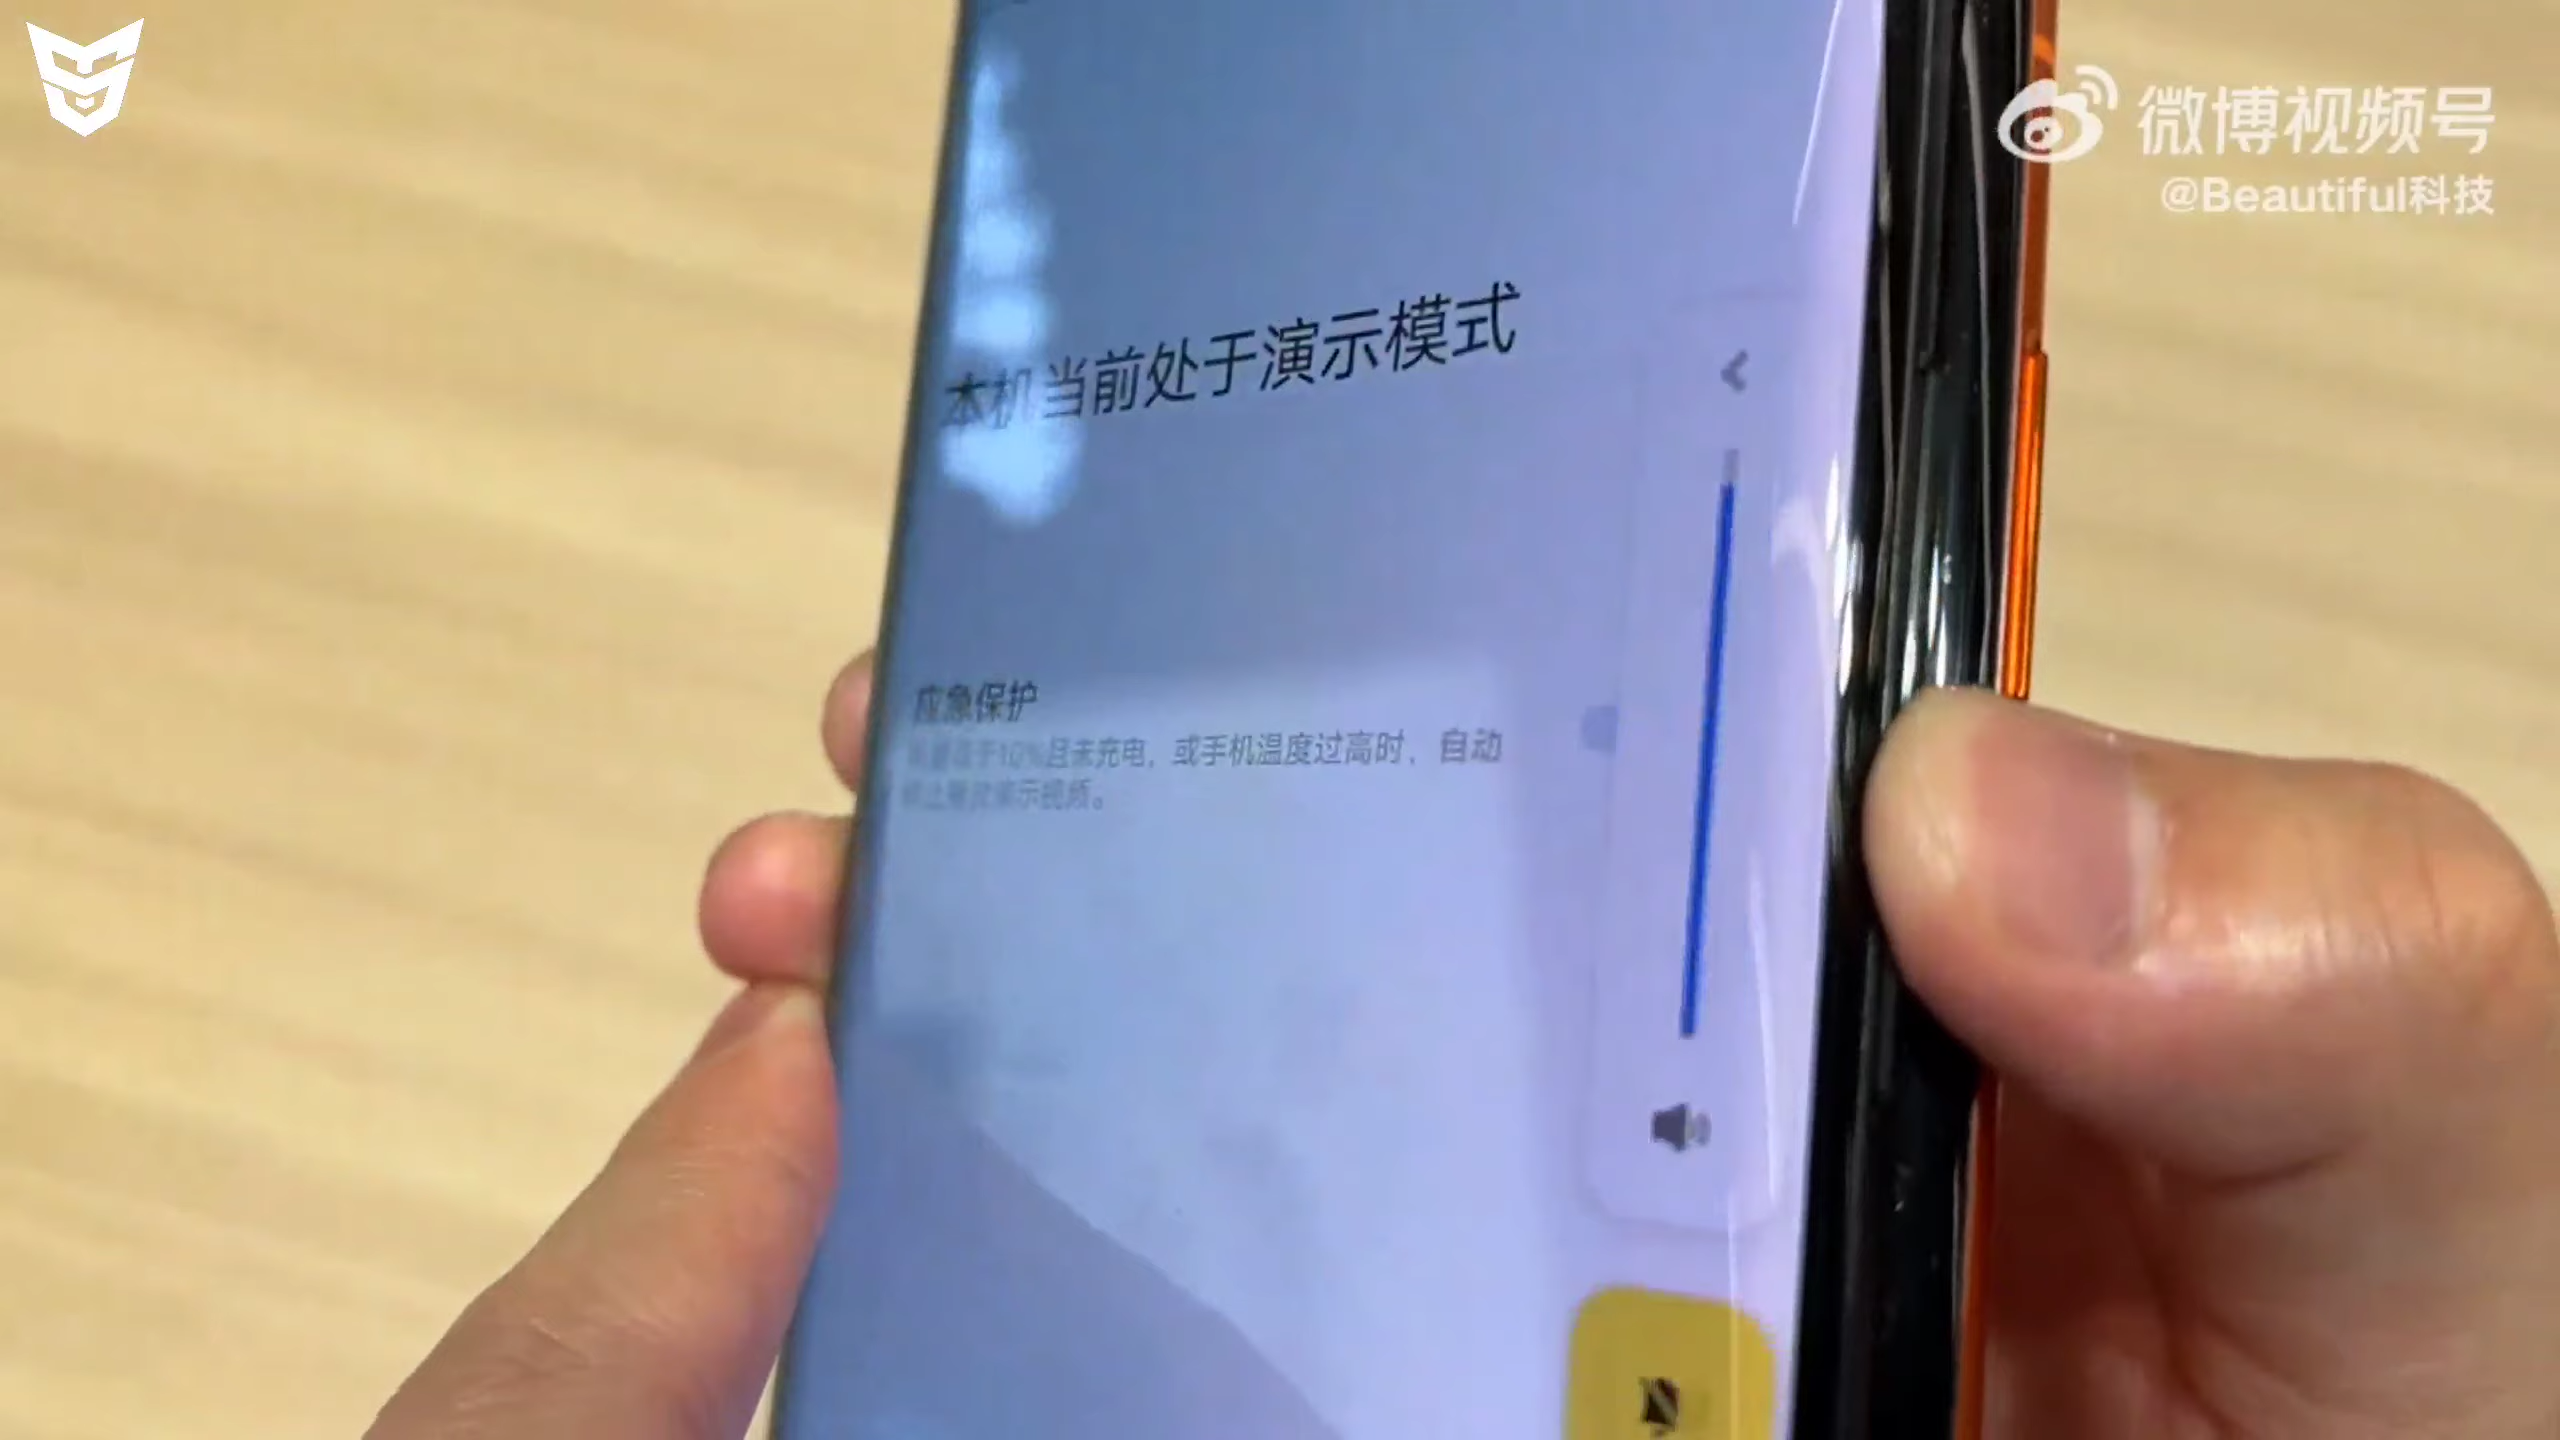 微博视频号
@Beautiful科技
本机当前处于演示模式
应急保护
10%且未充电，或手机温度过高时，自动
演示视频。